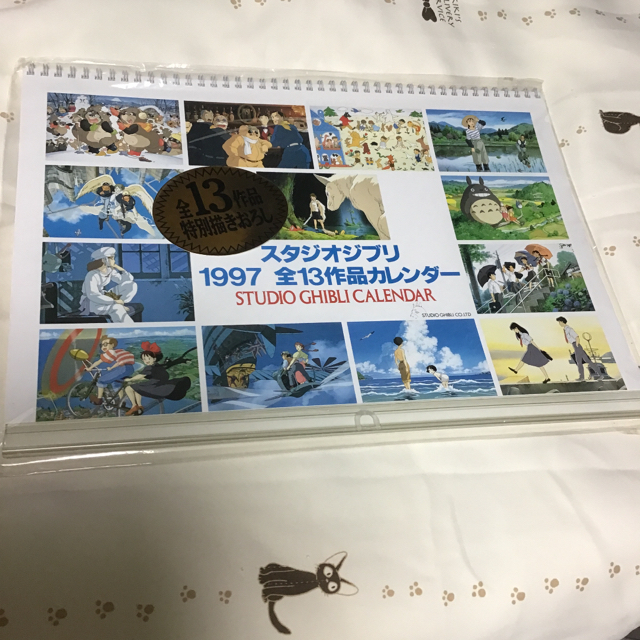 全13作品
特別描きおろし
スタジオジブリ
1997 全13作品カレンダー
STUDIO GHIBLI CALENDAR
STUDIO GHIBLI CO.LTD